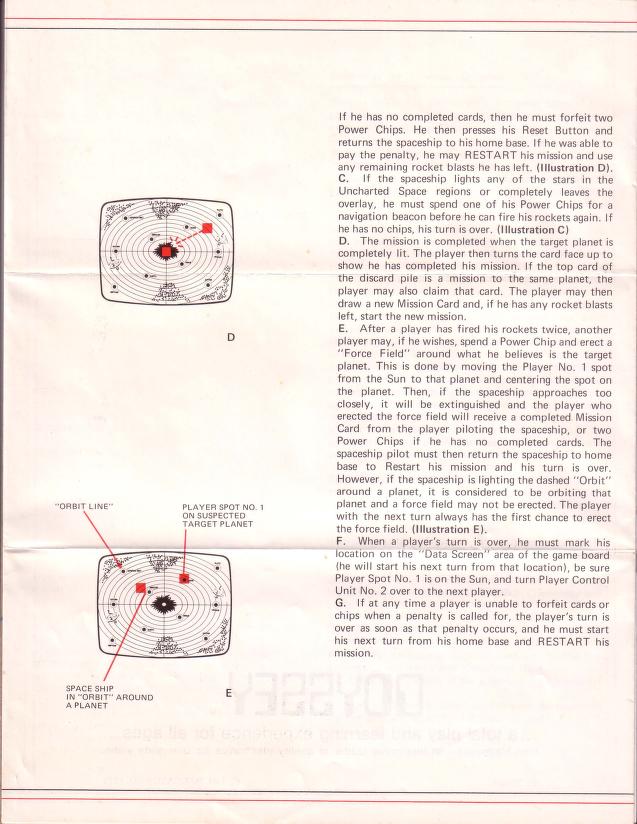 If he has no completed cards, then he must forfeit two
Power Chips. He then presses his Reset Button and
returns the spaceship to his home base. If he was able to
pay the penalty, he may RESTART his mission and use
any remaining rocket blasts he has left. (Illustration D).
C. If the spaceship lights any of the stars in the
Uncharted Space regions or completely leaves the
overlay, he must spend one of his Power Chips for a
navigation beacon before he can fire his rockets again. If
he has no chips, his turn is over. (Illustration C)
D. The mission is completed when the target planet is
completely lit. The player then turns the card face up to
show he has completed his mission. If the top card of
the discard pile is a mission to the same planet, the
player may also claim that card. The player may then
draw a new Mission Card and, if he has any rocket blasts
left, start the new mission.
E. After a player has fired his rockets twice, another
player may, if he wishes, spend a Power Chip and erect a
"Force Field" around what he believes is the target
planet. This is done by moving the Player No. 1 spot
from the Sun to that planet and centering the spot on
the planet. Then, if the spaceship approaches too
closely, it will be extinguished and the player who
erected the force field will receive a completed Mission
Card from the player piloting the spaceship, or two
Power Chips if he has no completed cards. The
spaceship pilot must then return the spaceship to home
base to Restart his mission and his turn is over.
However, if the spaceship is lighting the dashed "Orbit"
around a planet, it is considered to be orbiting that
planet and a force field may not be erected. The player
with the next turn always has the first chance to erect
the force field. (Illustration E).
F. When a player's turn is over, he must mark his
location on the "Data Screen" area of the game board
(he will start his next turn from that location), be sure
Player Spot No. 1 is on the Sun, and turn Player Control
Unit No. 2 over to the next player.
G. If at any time a player is unable to forfeit cards or
chips when a penalty is called for, the player's turn is
over as soon as that penalty occurs, and he must start
his next turn from his home base and RESTART his
mission.
D
"ORBIT LINE"
PLAYER SPOT NO. 1
ON SUSPECTED
TARGET PLANET
SPACE SHIP
IN "ORBIT" AROUND
A PLANET
E
ODYSSEY
a total play and learning experience for all ages...